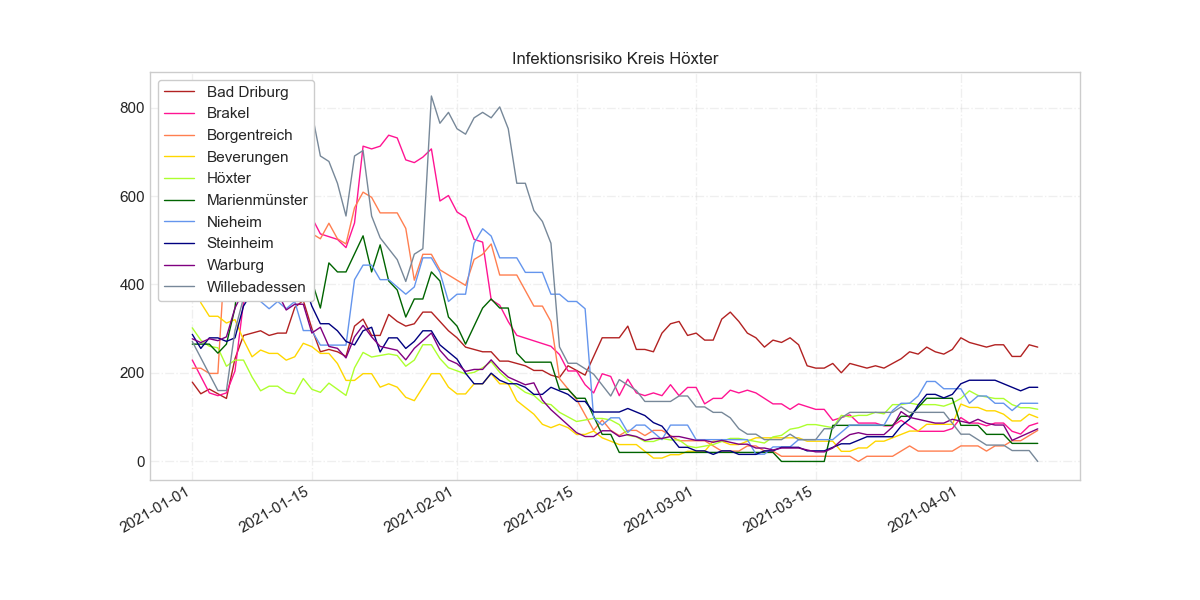 Infektionsrisiko Kreis Höxter
800
600
400
200
0
Bad Driburg
Brakel
Borgentreich
Beverungen
Höxter
Marienmünster
Nieheim
Steinheim
Warburg
Willebadessen
2021-01-01
2021-01-15
2021-02-01
2021-02-15
2021-03-01
2021-03-15
2021-04-01